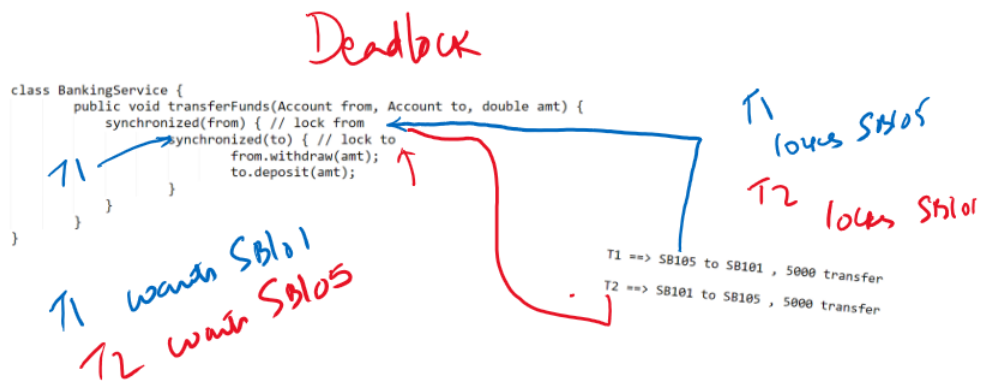 Deadlock
class BankingService {
public void transferFunds(Account from, Account to, double amt) {
synchronized(from) { // lock from
synchronized(to) { // lock to
from.withdraw(amt);
to.deposit(amt);
}
}
}
}
T1
T1
locks SB105
T2
locks SB101
T1 ==> SB105 to SB101 , 5000 transfer
T2 ==> SB101 to SB105 , 5000 transfer
T1 wants SB101
T2 wants SB105